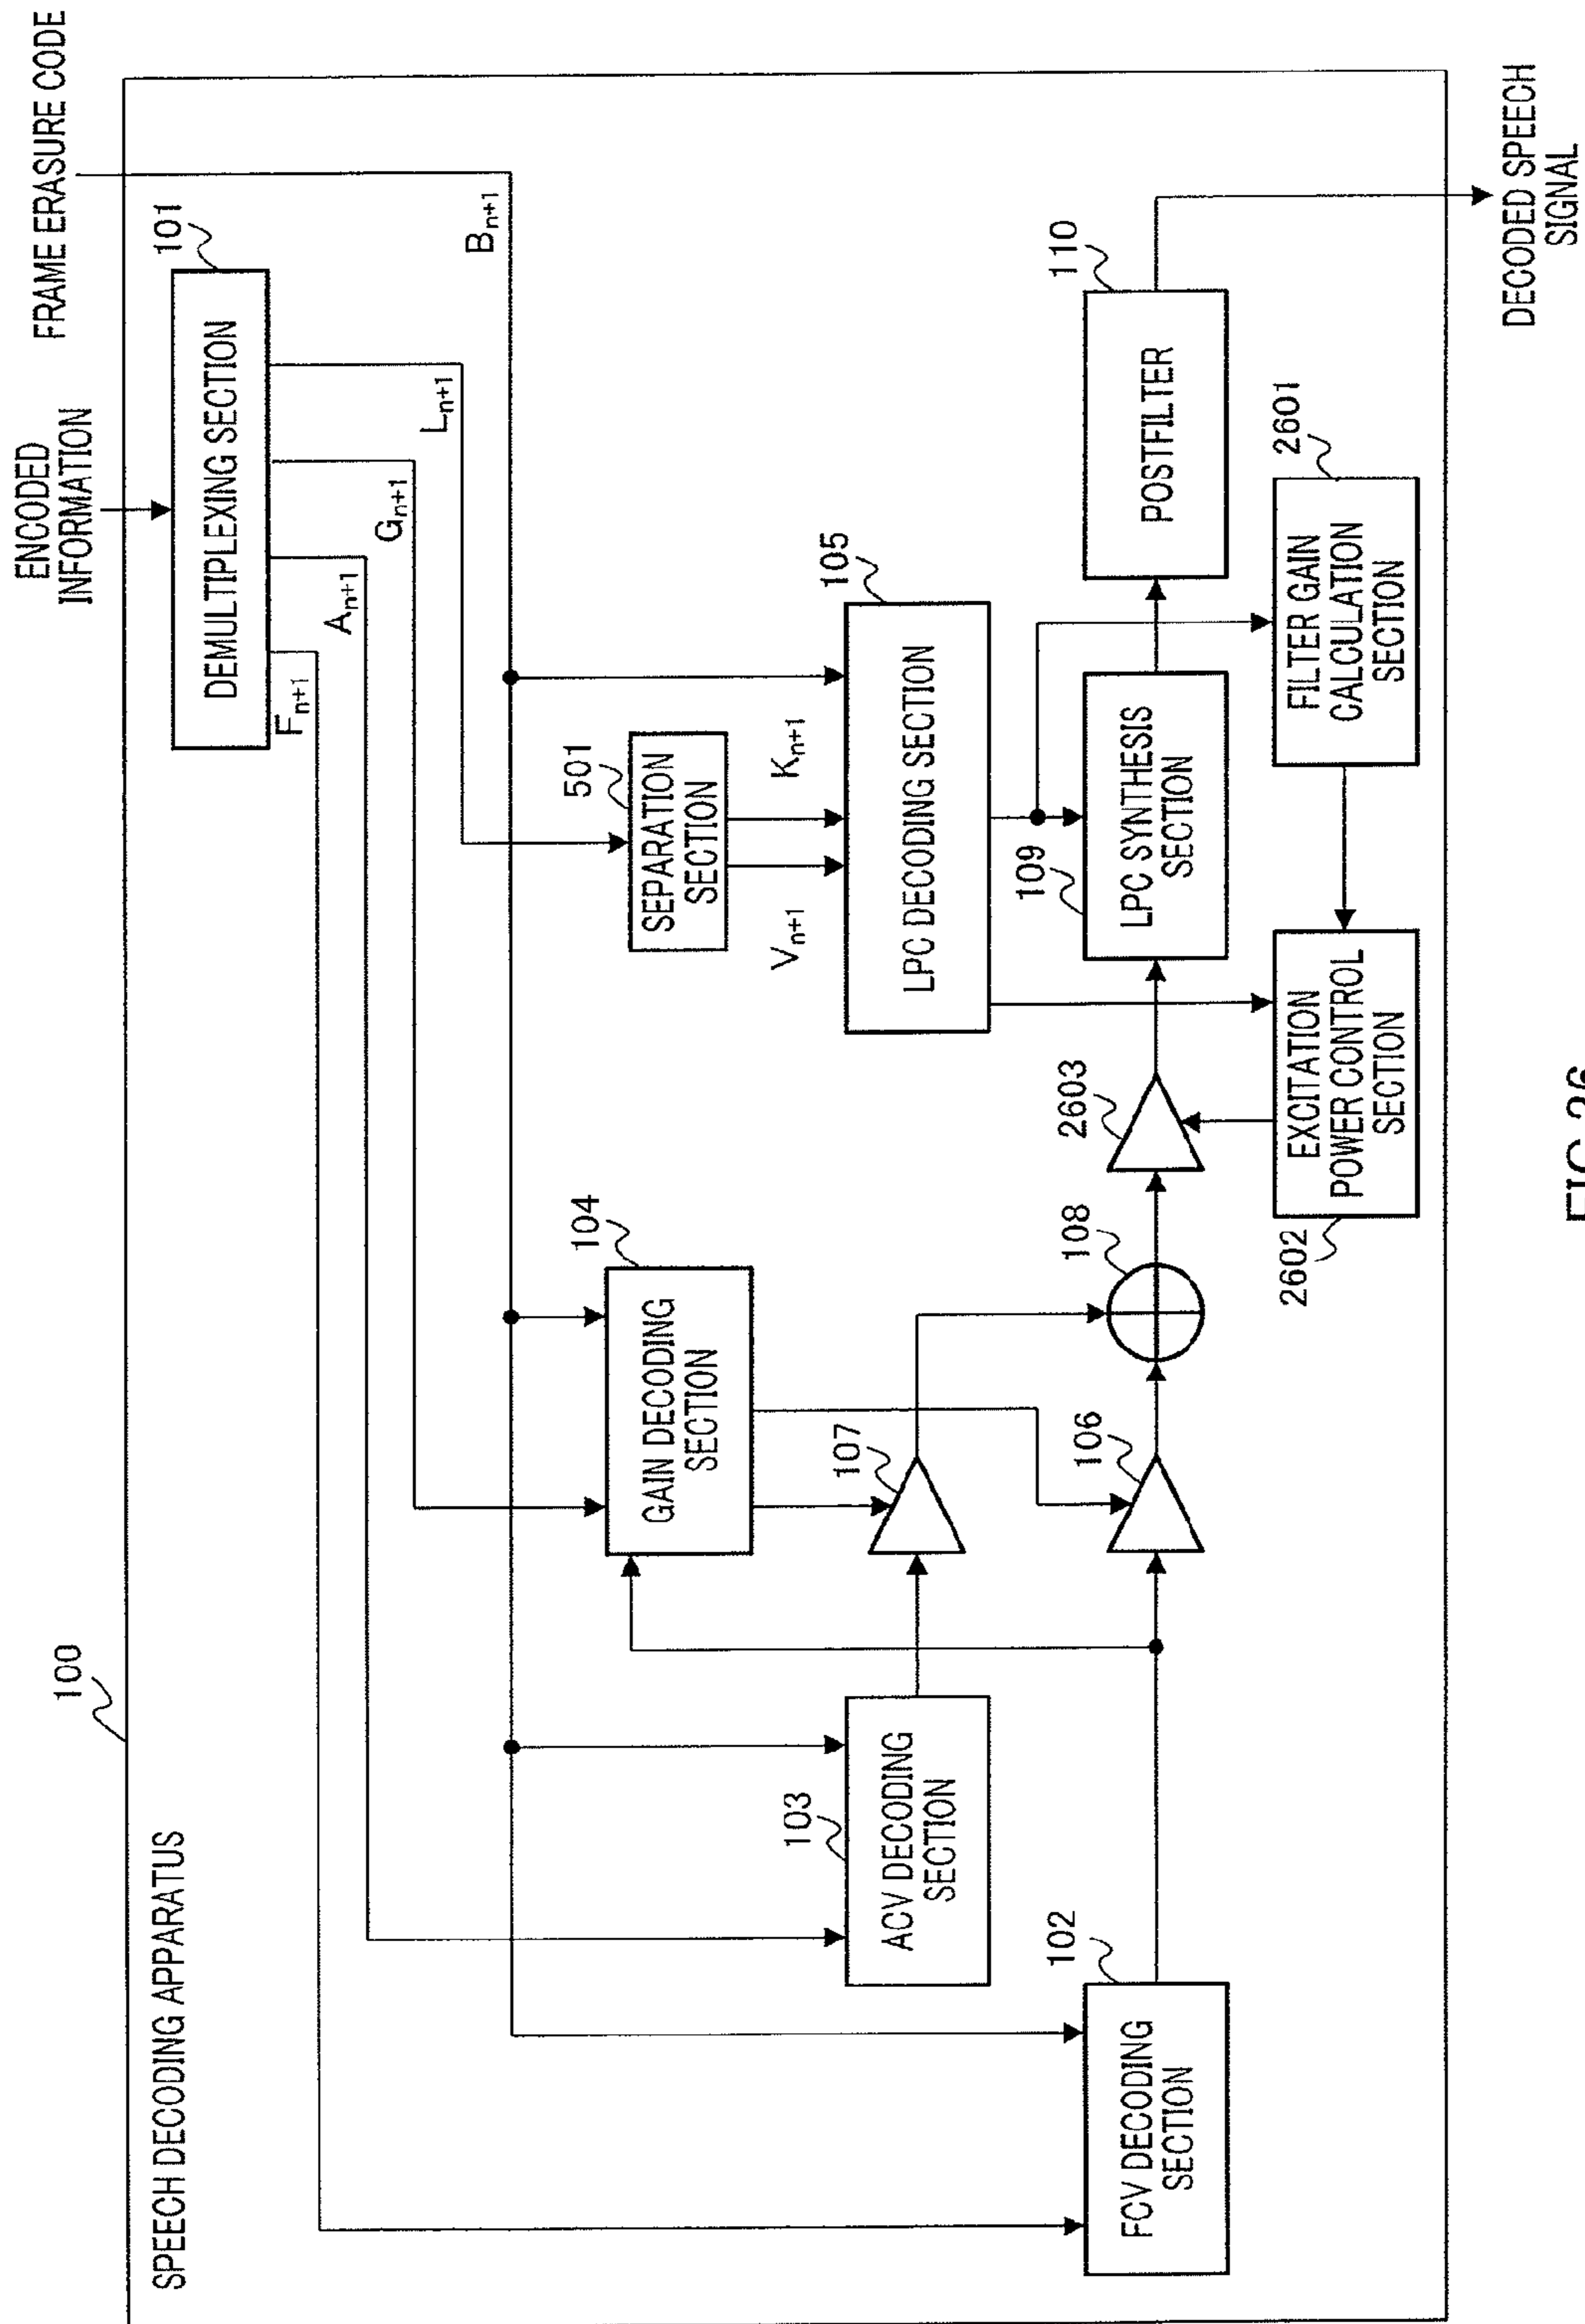 ENCODED
INFORMATION
FRAME ERASURE CODE
100
SPEECH DECODING APPARATUS
101
DEMULTIPLEXING SECTION
F_{n+1}
A_{n+1}
G_{n+1}
L_{n+1}
B_{n+1}
501
SEPARATION
SECTION
V_{n+1}
K_{n+1}
104
GAIN DECODING
SECTION
103
ACV DECODING
SECTION
107
105
LPC DECODING SECTION
102
FCV DECODING
SECTION
106
108
2603
109
LPC SYNTHESIS
SECTION
110
POSTFILTER
2602
EXCITATION
POWER CONTROL
SECTION
2601
FILTER GAIN
CALCULATION
SECTION
DECODED SPEECH
SIGNAL
FIG.26